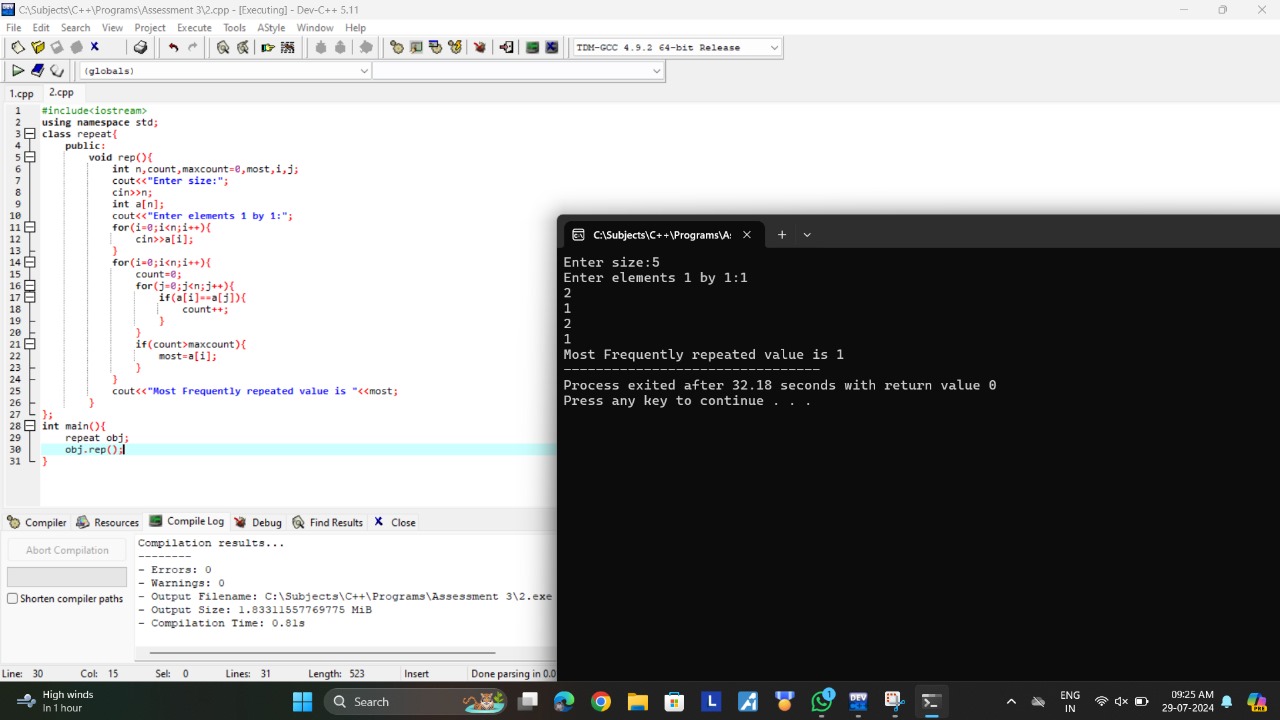 C:\Subjects\C++\Programs\Assessment 3\2.cpp - [Executing] - Dev-C++ 5.11
File Edit Search View Project Execute Tools AStyle Window Help
TDM-GCC 4.9.2 64-bit Release
(globals)
1.cpp 2.cpp
1 #include<iostream>
2 using namespace std;
3 class repeat{
4 public:
5 void rep(){
6 int n,count,maxcount=0,most,i,j;
7 cout<<"Enter size:";
8 cin>>n;
9 int a[n];
10 cout<<"Enter elements 1 by 1:";
11 for(i=0;i<n;i++){
12 cin>>a[i];
13 }
14 for(i=0;i<n;i++){
15 count=0;
16 for(j=0;j<n;j++){
17 if(a[i]==a[j]){
18 count++;
19 }
20 }
21 if(count>maxcount){
22 most=a[i];
23 }
24 }
25 cout<<"Most Frequently repeated value is "<<most;
26 }
27 };
28 int main(){
29 repeat obj;
30 obj.rep();
31 }
C:\Subjects\C++\Programs\A
Enter size:5
Enter elements 1 by 1:1
2
1
2
1
Most Frequently repeated value is 1
--------------------------------
Process exited after 32.18 seconds with return value 0
Press any key to continue . . .
Compiler Resources Compile Log Debug Find Results Close
Abort Compilation
Shorten compiler paths
Compilation results...
--------
- Errors: 0
- Warnings: 0
- Output Filename: C:\Subjects\C++\Programs\Assessment 3\2.exe
- Output Size: 1.83311557769775 MiB
- Compilation Time: 0.81s
Line: 30 Col: 15 Sel: 0 Lines: 31 Length: 523 Insert Done parsing in 0.0
High winds
In 1 hour
Search
L
DEV
1
ENG
IN
09:25 AM
29-07-2024